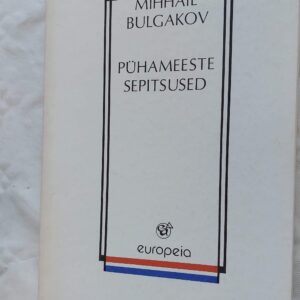 MIHHAIL
BULGAKOV
PÜHAMEESTE
SEPITSUSED
europeia